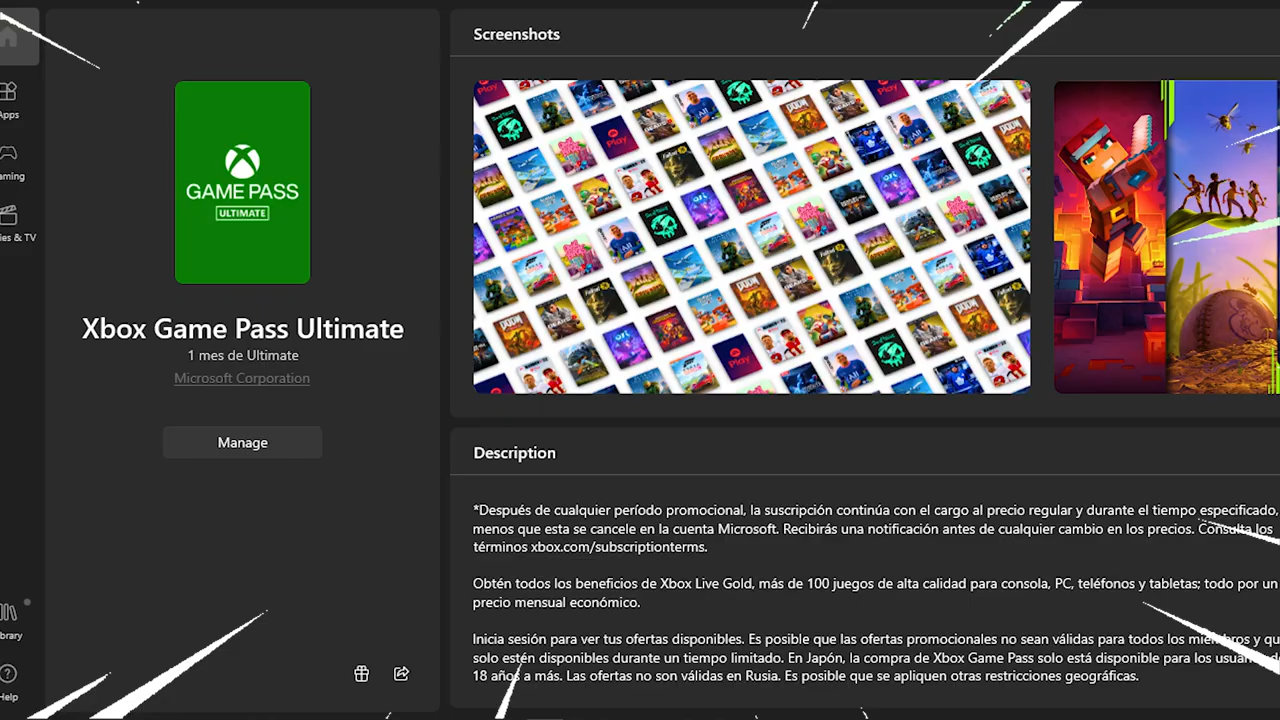 Apps
aming
ies & TV
brary
Help
GAME PASS
ULTIMATE
Xbox Game Pass Ultimate
1 mes de Ultimate
Microsoft Corporation
Manage
Screenshots
Description
*Después de cualquier período promocional, la suscripción continúa con el cargo al precio regular y durante el tiempo especificado,
menos que esta se cancele en la cuenta Microsoft. Recibirás una notificación antes de cualquier cambio en los precios. Consulta los
términos xbox.com/subscriptionterms.
Obtén todos los beneficios de Xbox Live Gold, más de 100 juegos de alta calidad para consola, PC, teléfonos y tabletas; todo por un
precio mensual económico.
Inicia sesión para ver tus ofertas disponibles. Es posible que las ofertas promocionales no sean válidas para todos los miembros y qu
solo estén disponibles durante un tiempo limitado. En Japón, la compra de Xbox Game Pass solo está disponible para los usuarios de
18 años a más. Las ofertas no son válidas en Rusia. Es posible que se apliquen otras restricciones geográficas.